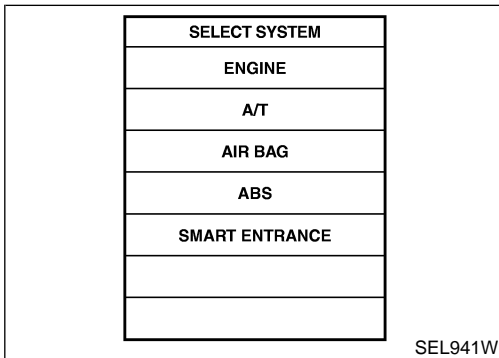 SELECT SYSTEM
ENGINE
A/T
AIR BAG
ABS
SMART ENTRANCE
SEL941W